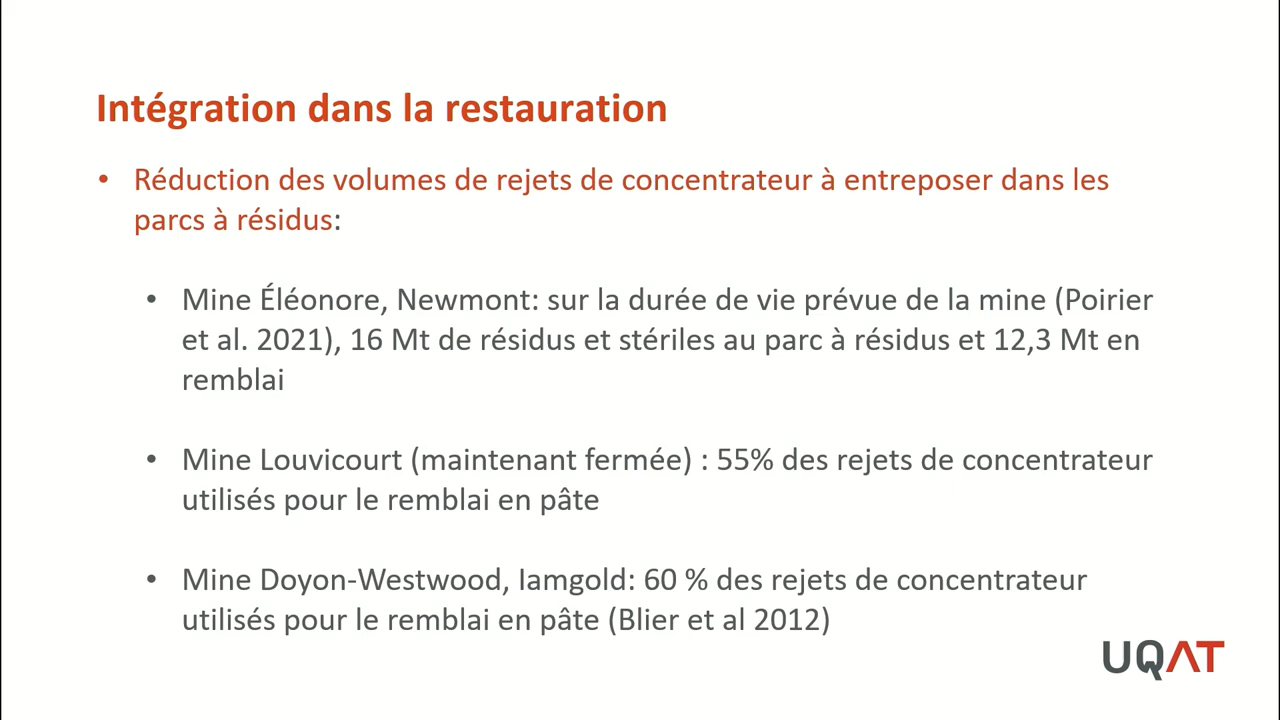 Intégration dans la restauration
• Réduction des volumes de rejets de concentrateur à entreposer dans les
parcs à résidus:
• Mine Éléonore, Newmont: sur la durée de vie prévue de la mine (Poirier
et al. 2021), 16 Mt de résidus et stériles au parc à résidus et 12,3 Mt en
remblai
• Mine Louvicourt (maintenant fermée) : 55% des rejets de concentrateur
utilisés pour le remblai en pâte
• Mine Doyon-Westwood, Iamgold: 60 % des rejets de concentrateur
utilisés pour le remblai en pâte (Blier et al 2012)
UQAT